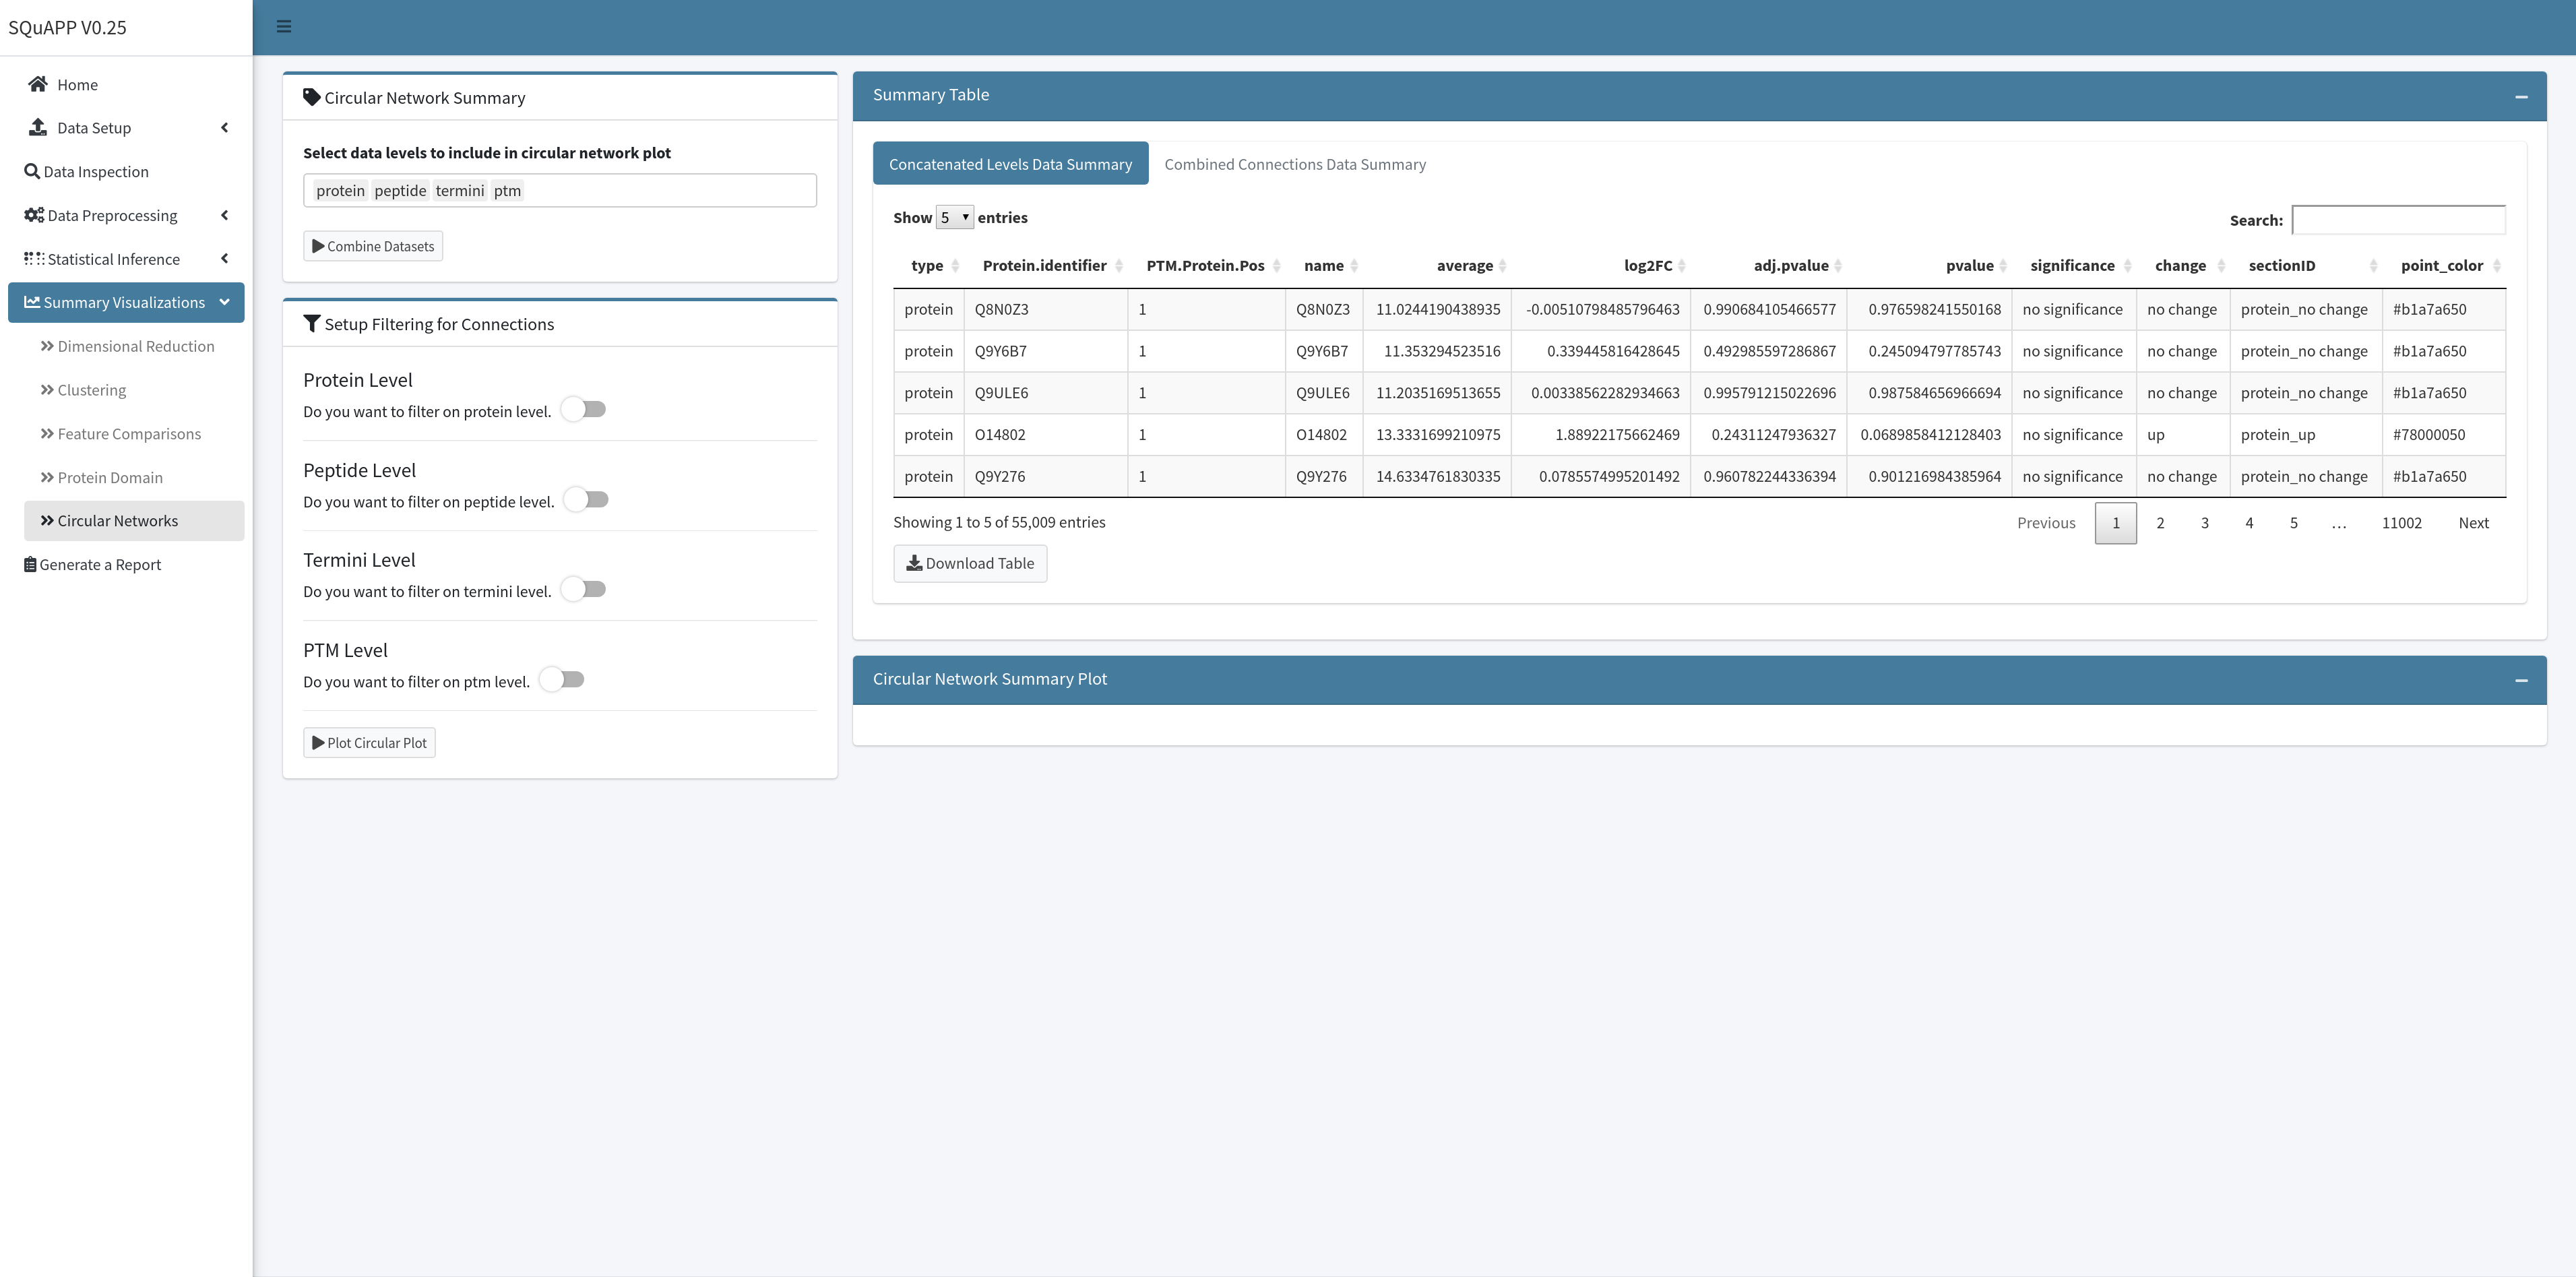 SQuAPP V0.25
Home
Data Setup
Data Inspection
Data Preprocessing
Statistical Inference
Summary Visualizations
Dimensional Reduction
Clustering
Feature Comparisons
Protein Domain
Circular Networks
Generate a Report
Circular Network Summary
Select data levels to include in circular network plot
protein peptide termini ptm
Combine Datasets
Setup Filtering for Connections
Protein Level
Do you want to filter on protein level.
Peptide Level
Do you want to filter on peptide level.
Termini Level
Do you want to filter on termini level.
PTM Level
Do you want to filter on ptm level.
Plot Circular Plot
Summary Table
Concatenated Levels Data Summary Combined Connections Data Summary
Show 5 entries Search:
type Protein.identifier PTM.Protein.Pos name average log2FC adj.pvalue pvalue significance change sectionID point_color
protein Q8N0Z3 1 Q8N0Z3 11.0244190438935 -0.00510798485796463 0.990684105466577 0.976598241550168 no significance no change protein_no change #b1a7a650
protein Q9Y6B7 1 Q9Y6B7 11.353294523516 0.339445816428645 0.492985597286867 0.245094797785743 no significance no change protein_no change #b1a7a650
protein Q9ULE6 1 Q9ULE6 11.2035169513655 0.00338562282934663 0.995791215022696 0.987584656966694 no significance no change protein_no change #b1a7a650
protein O14802 1 O14802 13.3331699210975 1.88922175662469 0.24311247936327 0.0689858412128403 no significance up protein_up #78000050
protein Q9Y276 1 Q9Y276 14.6334761830335 0.0785574995201492 0.960782244336394 0.901216984385964 no significance no change protein_no change #b1a7a650
Showing 1 to 5 of 55,009 entries Previous 1 2 3 4 5 … 11002 Next
Download Table
Circular Network Summary Plot